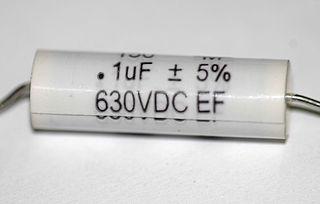 .1uF ± 5%
630VDC EF